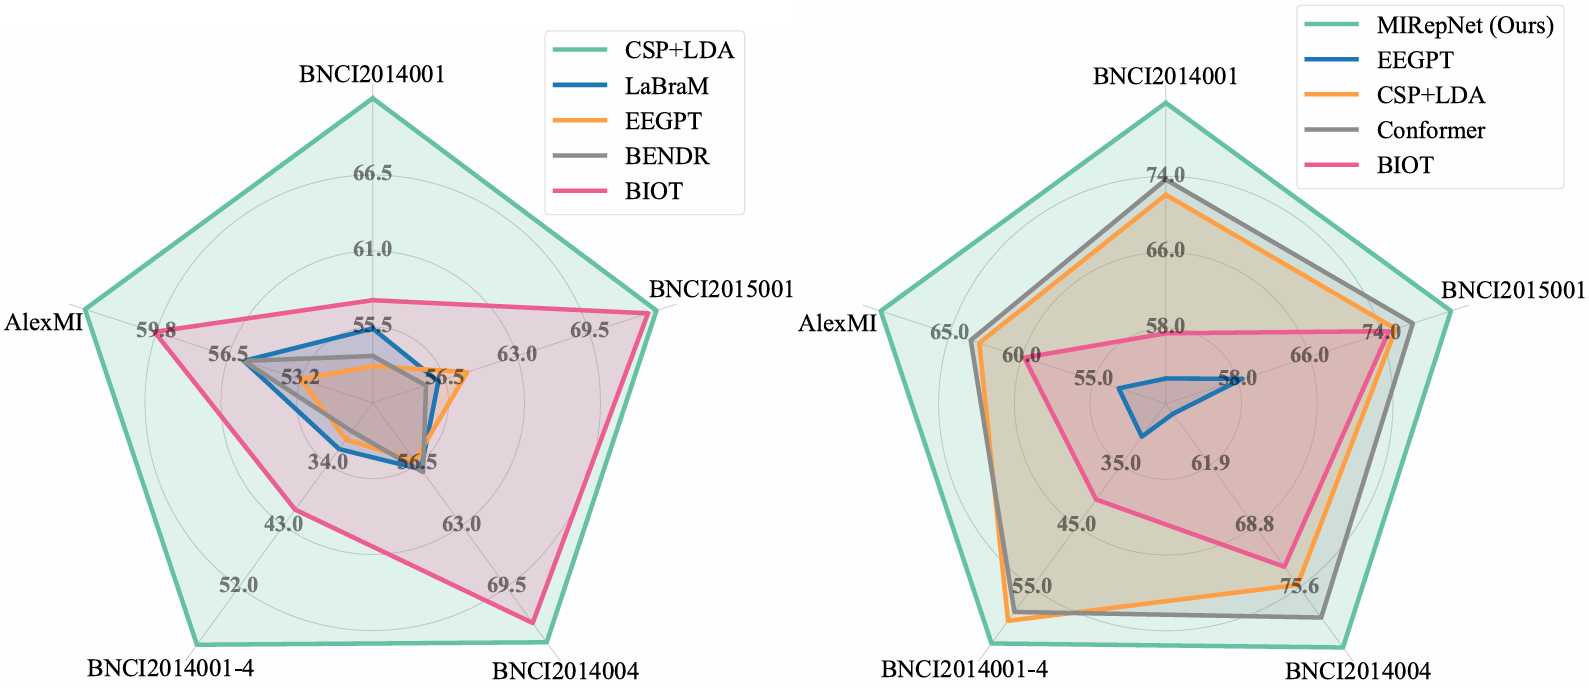 CSP+LDA
LaBraM
EEGPT
BENDR
BIOT
BNCI2014001
66.5
61.0
55.5
BNCI2015001
69.5
63.0
56.5
AlexMI
59.8
56.5
53.2
34.0
43.0
52.0
BNCI2014001-4
56.5
63.0
69.5
BNCI2014004
MIRepNet (Ours)
EEGPT
CSP+LDA
Conformer
BIOT
BNCI2014001
74.0
66.0
58.0
BNCI2015001
74.0
66.0
58.0
AlexMI
65.0
60.0
55.0
35.0
45.0
55.0
BNCI2014001-4
61.9
68.8
75.6
BNCI2014004